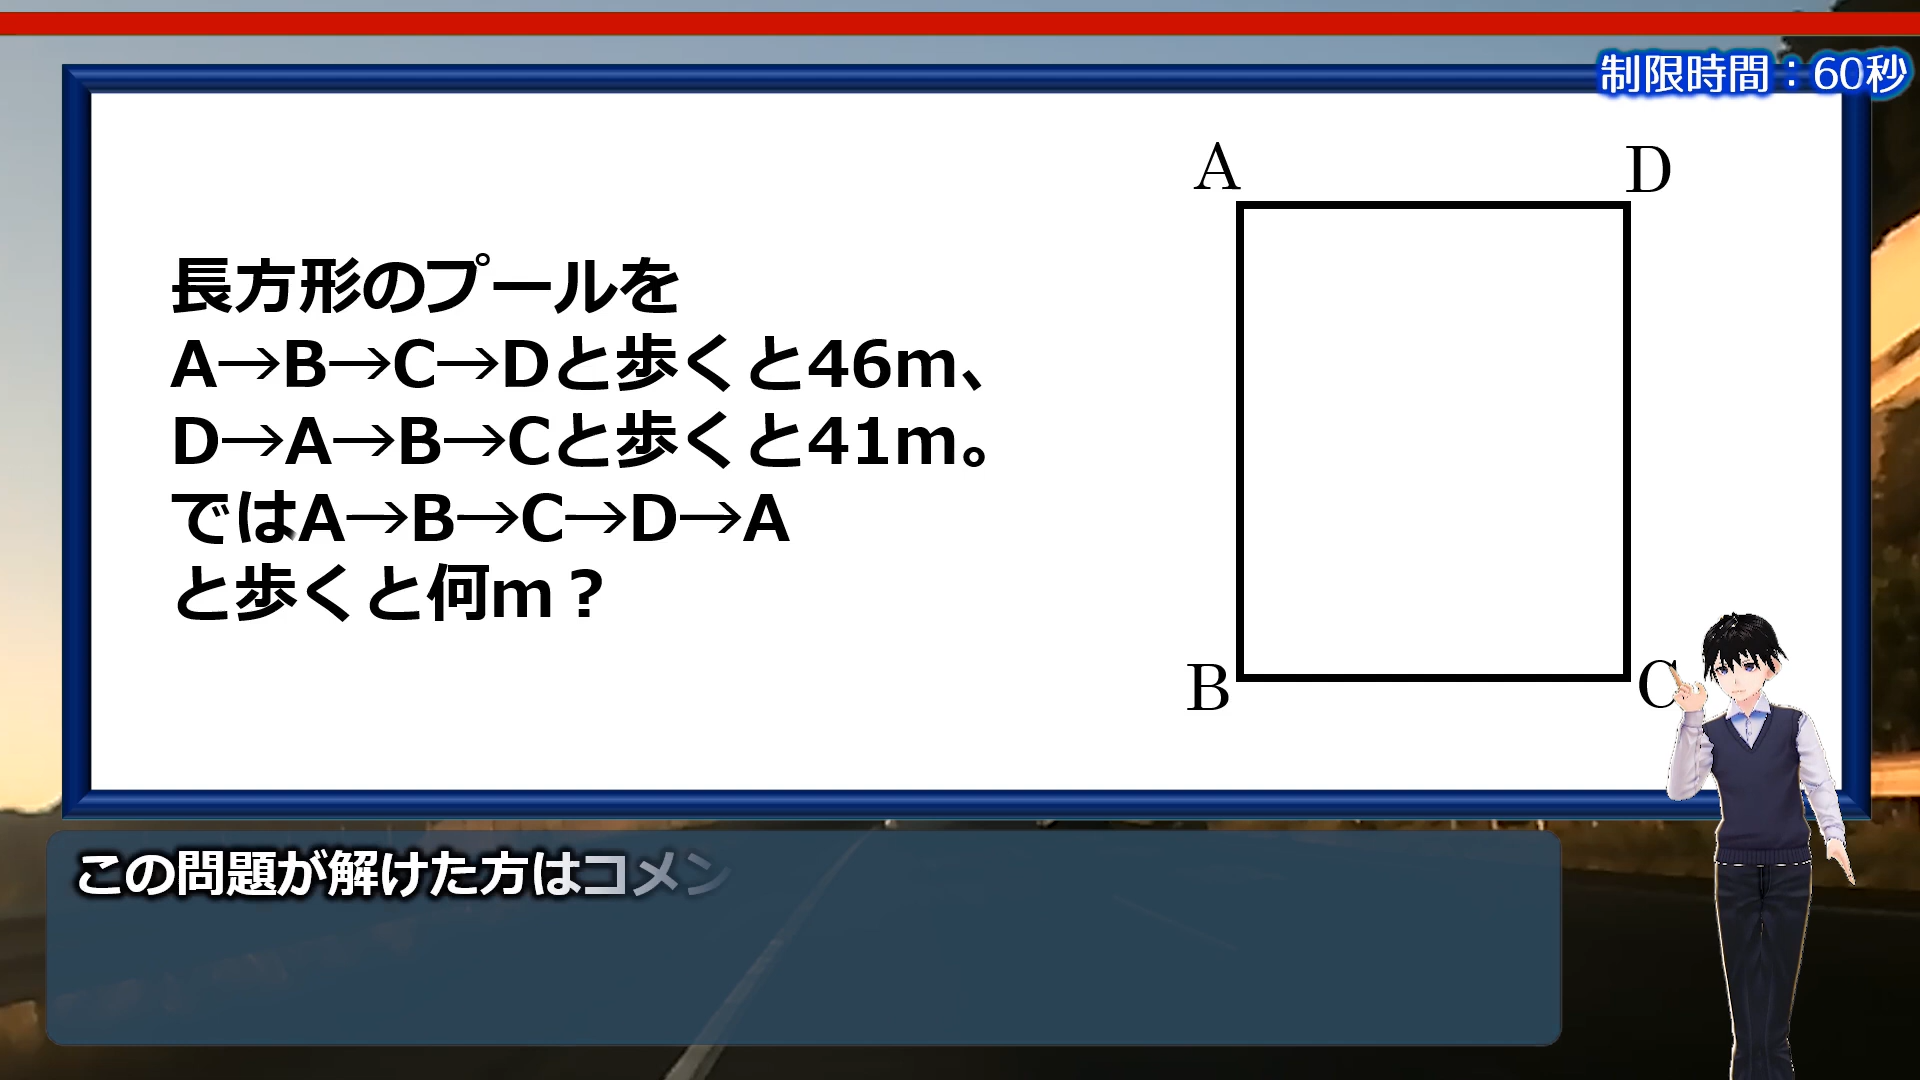 制限時間：60秒
A
D
長方形のプールを
A→B→C→Dと歩くと46m、
D→A→B→Cと歩くと41m。
ではA→B→C→D→A
と歩くと何m？
B
C
この問題が解けた方はコメン